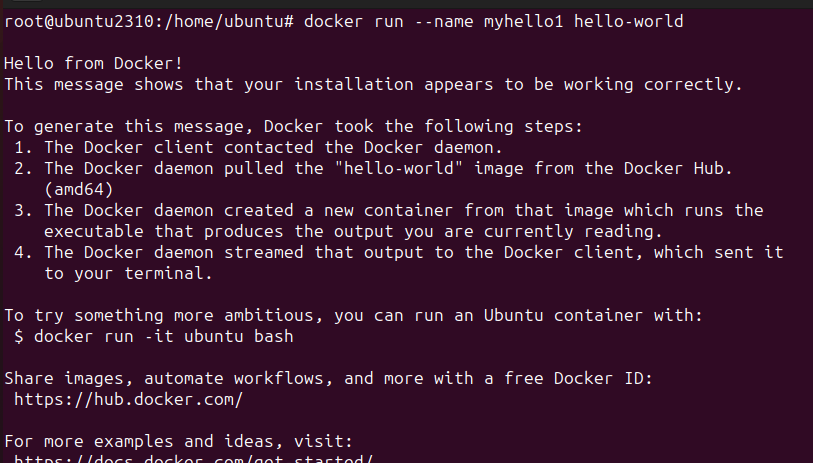 root@ubuntu2310:/home/ubuntu# docker run --name myhello1 hello-world
Hello from Docker!
This message shows that your installation appears to be working correctly.
To generate this message, Docker took the following steps:
1. The Docker client contacted the Docker daemon.
2. The Docker daemon pulled the "hello-world" image from the Docker Hub.
(amd64)
3. The Docker daemon created a new container from that image which runs the
executable that produces the output you are currently reading.
4. The Docker daemon streamed that output to the Docker client, which sent it
to your terminal.
To try something more ambitious, you can run an Ubuntu container with:
$ docker run -it ubuntu bash
Share images, automate workflows, and more with a free Docker ID:
https://hub.docker.com/
For more examples and ideas, visit:
https://docs.docker.com/get-started/